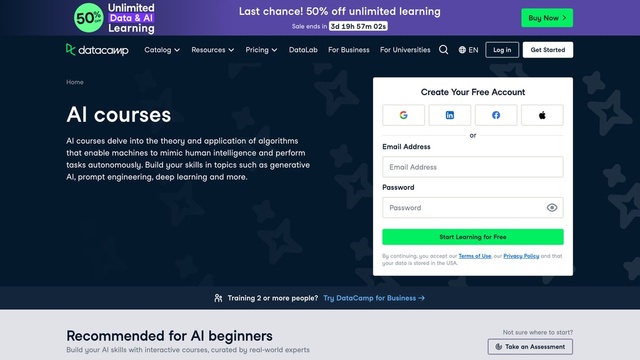 50% OFF
Unlimited
Data & AI
Learning
Last chance! 50% off unlimited learning
Sale ends in 3d 19h 57m 02s
Buy Now
datacamp
Catalog
Resources
Pricing
DataLab
For Business
For Universities
EN
Log in
Get Started
Home
AI courses
AI courses delve into the theory and application of algorithms
that enable machines to mimic human intelligence and perform
tasks autonomously. Build your skills in topics such as generative
AI, prompt engineering, deep learning and more.
Create Your Free Account
or
Email Address
Email Address
Password
Password
Start Learning for Free
By continuing, you accept our Terms of Use, our Privacy Policy and that
your data is stored in the USA.
Training 2 or more people? Try DataCamp for Business →
Recommended for AI beginners
Build your AI skills with interactive courses, curated by real-world experts
Not sure where to start?
Take an Assessment